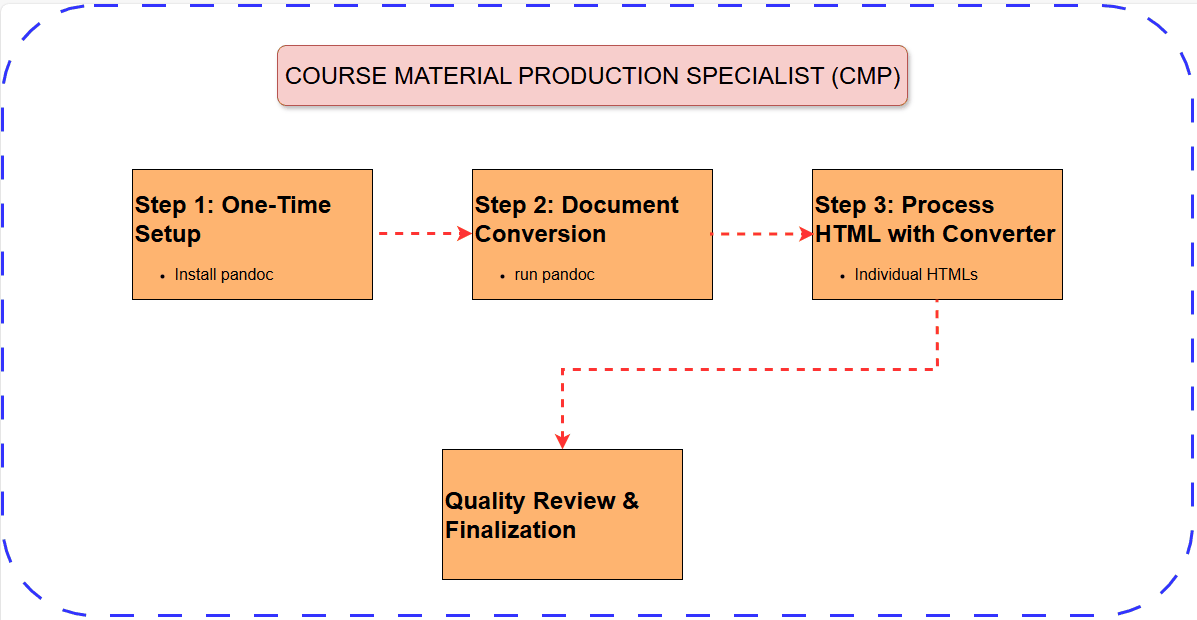 COURSE MATERIAL PRODUCTION SPECIALIST (CMP)
Step 1: One-Time
Setup
• Install pandoc
Step 2: Document
Conversion
• run pandoc
Step 3: Process
HTML with Converter
• Individual HTMLs
Quality Review &
Finalization